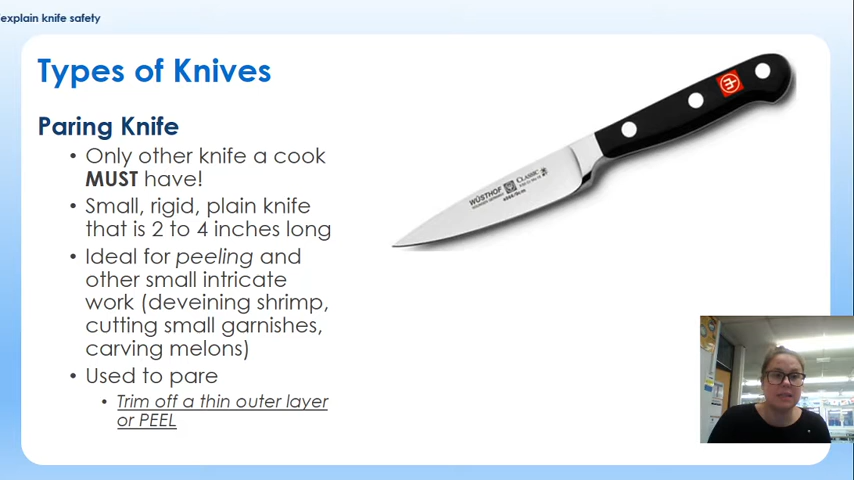 explain knife safety
Types of Knives
Paring Knife
• Only other knife a cook
MUST have!
• Small, rigid, plain knife
that is 2 to 4 inches long
• Ideal for peeling and
other small intricate
work (deveining shrimp,
cutting small garnishes,
carving melons)
• Used to pare
• Trim off a thin outer layer
or PEEL
WÜSTHOF CLASSIC